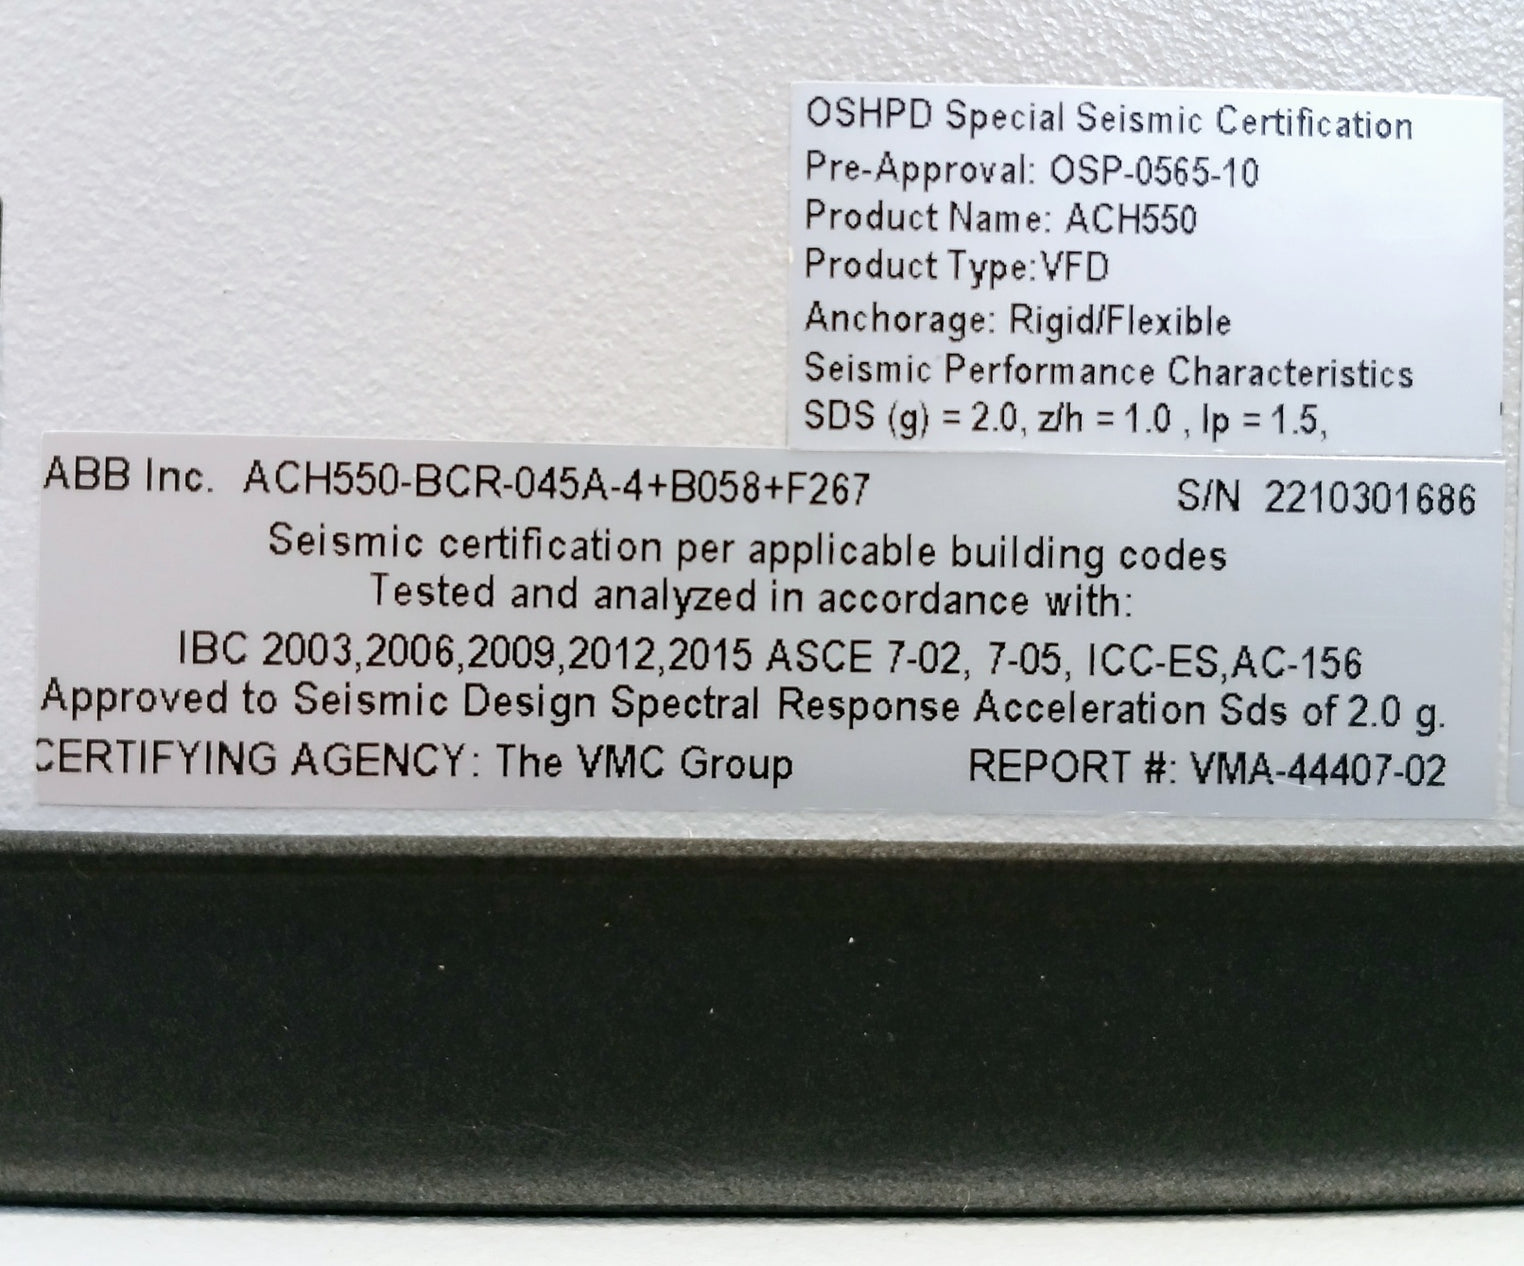 OSHPD Special Seismic Certification
Pre-Approval: OSP-0565-10
Product Name: ACH550
Product Type:VFD
Anchorage: Rigid/Flexible
Seismic Performance Characteristics
SDS (g) = 2.0, z/h = 1.0 , Ip = 1.5,
ABB Inc. ACH550-BCR-045A-4+B058+F267 S/N 2210301686
Seismic certification per applicable building codes
Tested and analyzed in accordance with:
IBC 2003,2006,2009,2012,2015 ASCE 7-02, 7-05, ICC-ES,AC-156
Approved to Seismic Design Spectral Response Acceleration Sds of 2.0 g.
CERTIFYING AGENCY: The VMC Group REPORT #: VMA-44407-02